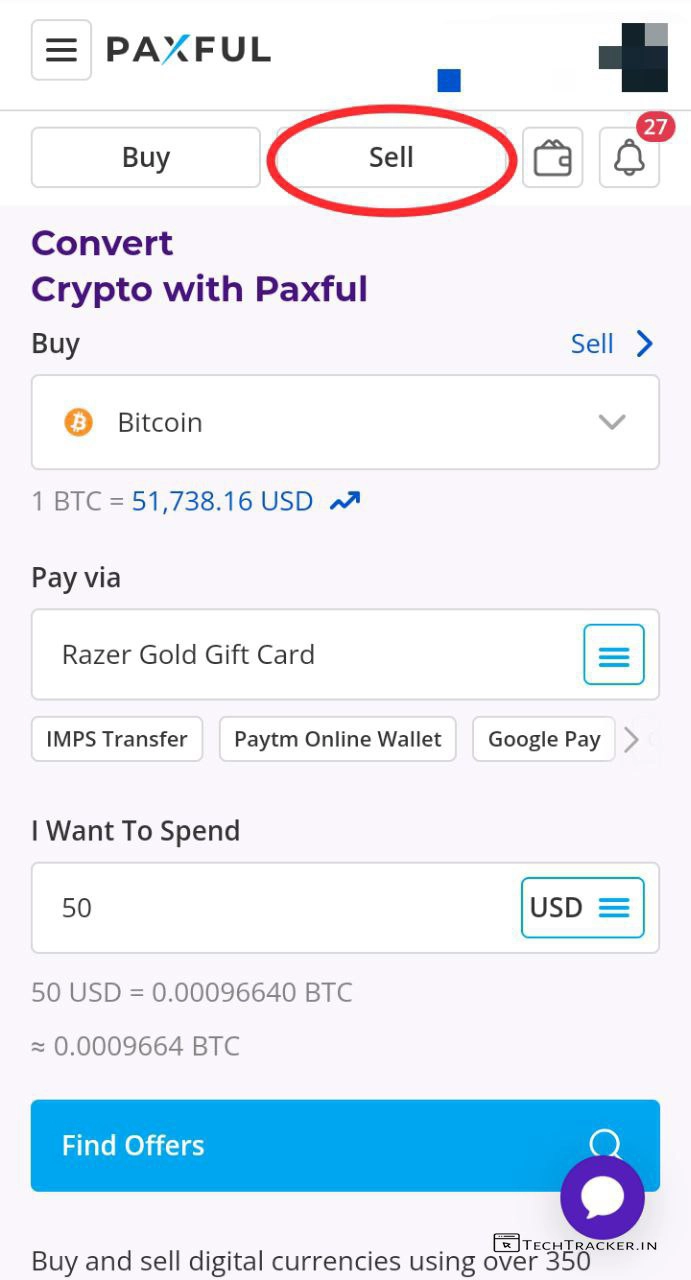 PAXFUL
27
Buy
Sell
Convert
Crypto with Paxful
Buy
Sell
Bitcoin
1 BTC = 51,738.16 USD
Pay via
Razer Gold Gift Card
IMPS Transfer
Paytm Online Wallet
Google Pay
I Want To Spend
50
USD
50 USD = 0.00096640 BTC
≈ 0.0009664 BTC
Find Offers
TechTracker.in
Buy and sell digital currencies using over 350